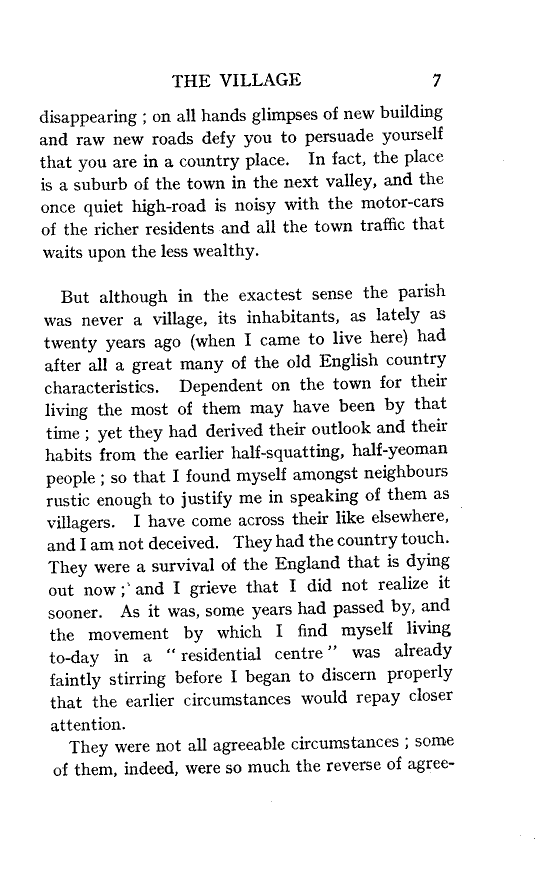 THE VILLAGE 7
disappearing ; on all hands glimpses of new building
and raw new roads defy you to persuade yourself
that you are in a country place. In fact, the place
is a suburb of the town in the next valley, and the
once quiet high-road is noisy with the motor-cars
of the richer residents and all the town traffic that
waits upon the less wealthy.
But although in the exactest sense the parish
was never a village, its inhabitants, as lately as
twenty years ago (when I came to live here) had
after all a great many of the old English country
characteristics. Dependent on the town for their
living the most of them may have been by that
time ; yet they had derived their outlook and their
habits from the earlier half-squatting, half-yeoman
people ; so that I found myself amongst neighbours
rustic enough to justify me in speaking of them as
villagers. I have come across their like elsewhere,
and I am not deceived. They had the country touch.
They were a survival of the England that is dying
out now ; and I grieve that I did not realize it
sooner. As it was, some years had passed by, and
the movement by which I find myself living
to-day in a " residential centre " was already
faintly stirring before I began to discern properly
that the earlier circumstances would repay closer
attention.
They were not all agreeable circumstances ; some
of them, indeed, were so much the reverse of agree-